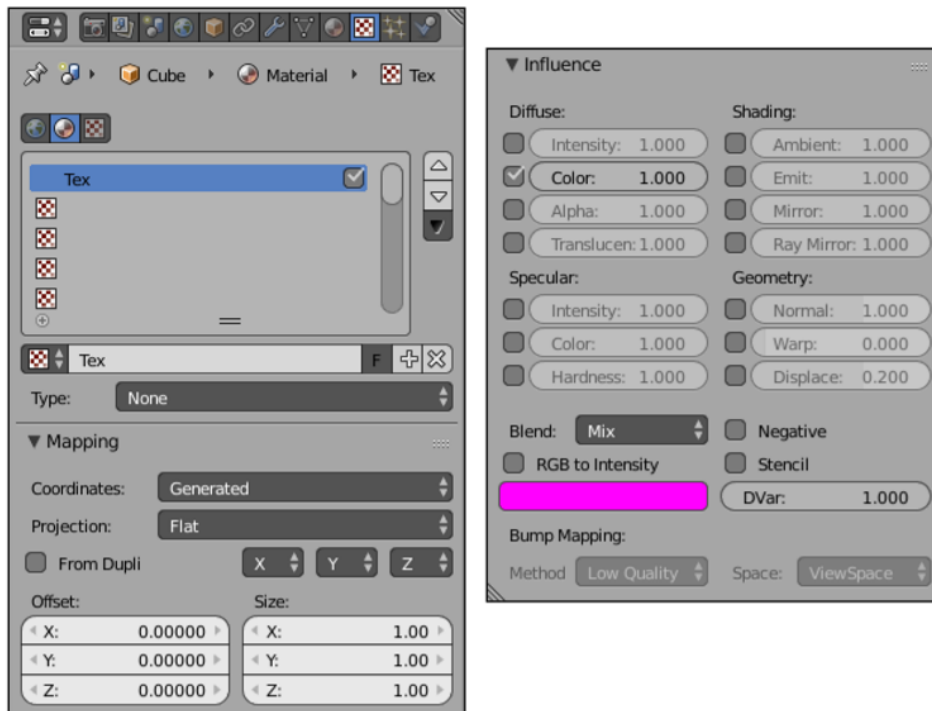 Cube Material Tex
Tex
Tex F
Type: None
Mapping
Coordinates: Generated
Projection: Flat
From Dupli X Y Z
Offset: Size:
X: 0.00000 X: 1.00
Y: 0.00000 Y: 1.00
Z: 0.00000 Z: 1.00
Influence
Diffuse: Shading:
Intensity: 1.000 Ambient: 1.000
Color: 1.000 Emit: 1.000
Alpha: 1.000 Mirror: 1.000
Translucen: 1.000 Ray Mirror: 1.000
Specular: Geometry:
Intensity: 1.000 Normal: 1.000
Color: 1.000 Warp: 0.000
Hardness: 1.000 Displace: 0.200
Blend: Mix Negative
RGB to Intensity Stencil
DVar: 1.000
Bump Mapping:
Method Low Quality Space: ViewSpace